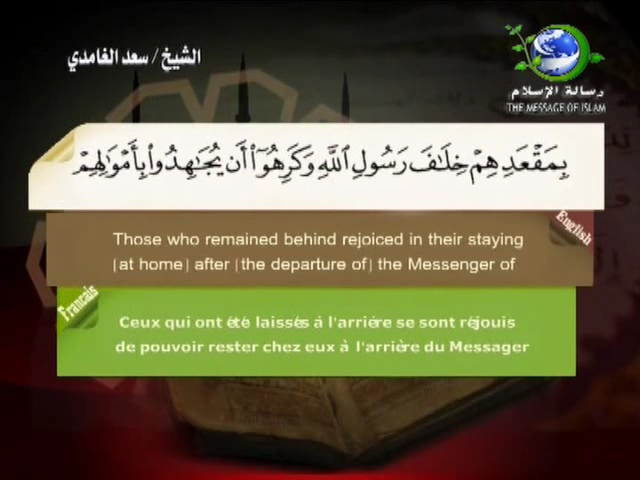 الشيخ / سعد الغامدي
رسالة الإسلام
THE MESSAGE OF ISLAM
بِمَقْعَدِهِمْ خِلَـٰفَ رَسُولِ ٱللَّهِ وَكَرِهُوٓا۟ أَن يُجَـٰهِدُوا۟ بِأَمْوَٰلِهِمْ
English
Those who remained behind rejoiced in their staying
[at home] after [the departure of] the Messenger of
Francais
Ceux qui ont été laissés à l'arrière se sont réjouis
de pouvoir rester chez eux à l'arrière du Messager